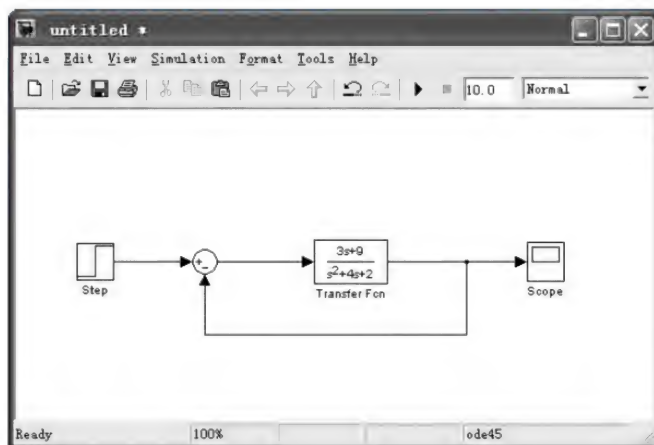 untitled *
File Edit View Simulation Format Tools Help
10.0 Normal
+
-
3s+9
s²+4s+2
Step
Transfer Fcn
Scope
Ready 100% ode45